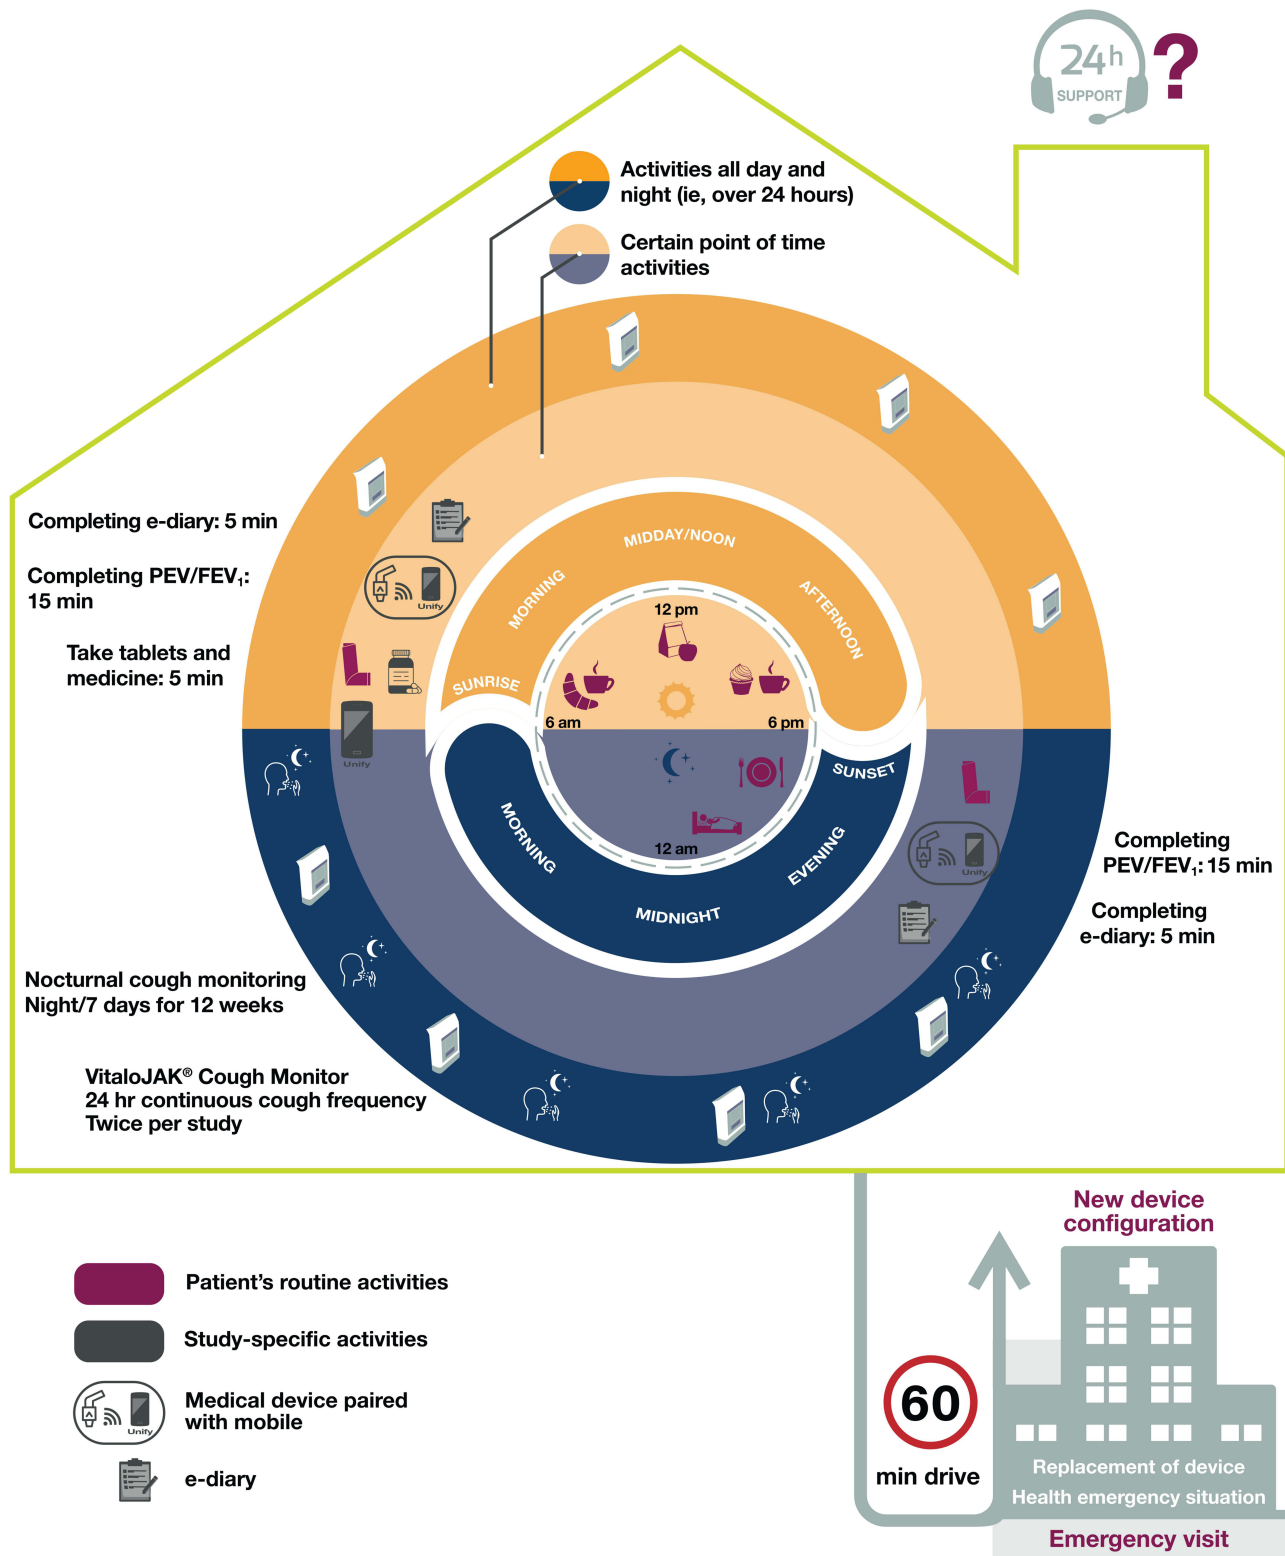 24h
SUPPORT
?
Activities all day and
night (ie, over 24 hours)
Certain point of time
activities
Completing e-diary: 5 min
Completing PEV/FEV₁:
15 min
Unify
Take tablets and
medicine: 5 min
Unify
MIDDAY/NOON
MORNING
AFTERNOON
SUNRISE
12 pm
6 am
6 pm
12 am
SUNSET
MORNING
EVENING
MIDNIGHT
Unify
Completing
PEV/FEV₁: 15 min
Completing
e-diary: 5 min
Nocturnal cough monitoring
Night/7 days for 12 weeks
VitaloJAK® Cough Monitor
24 hr continuous cough frequency
Twice per study
Patient's routine activities
Study-specific activities
Unify
Medical device paired
with mobile
e-diary
60
min drive
New device
configuration
Replacement of device
Health emergency situation
Emergency visit